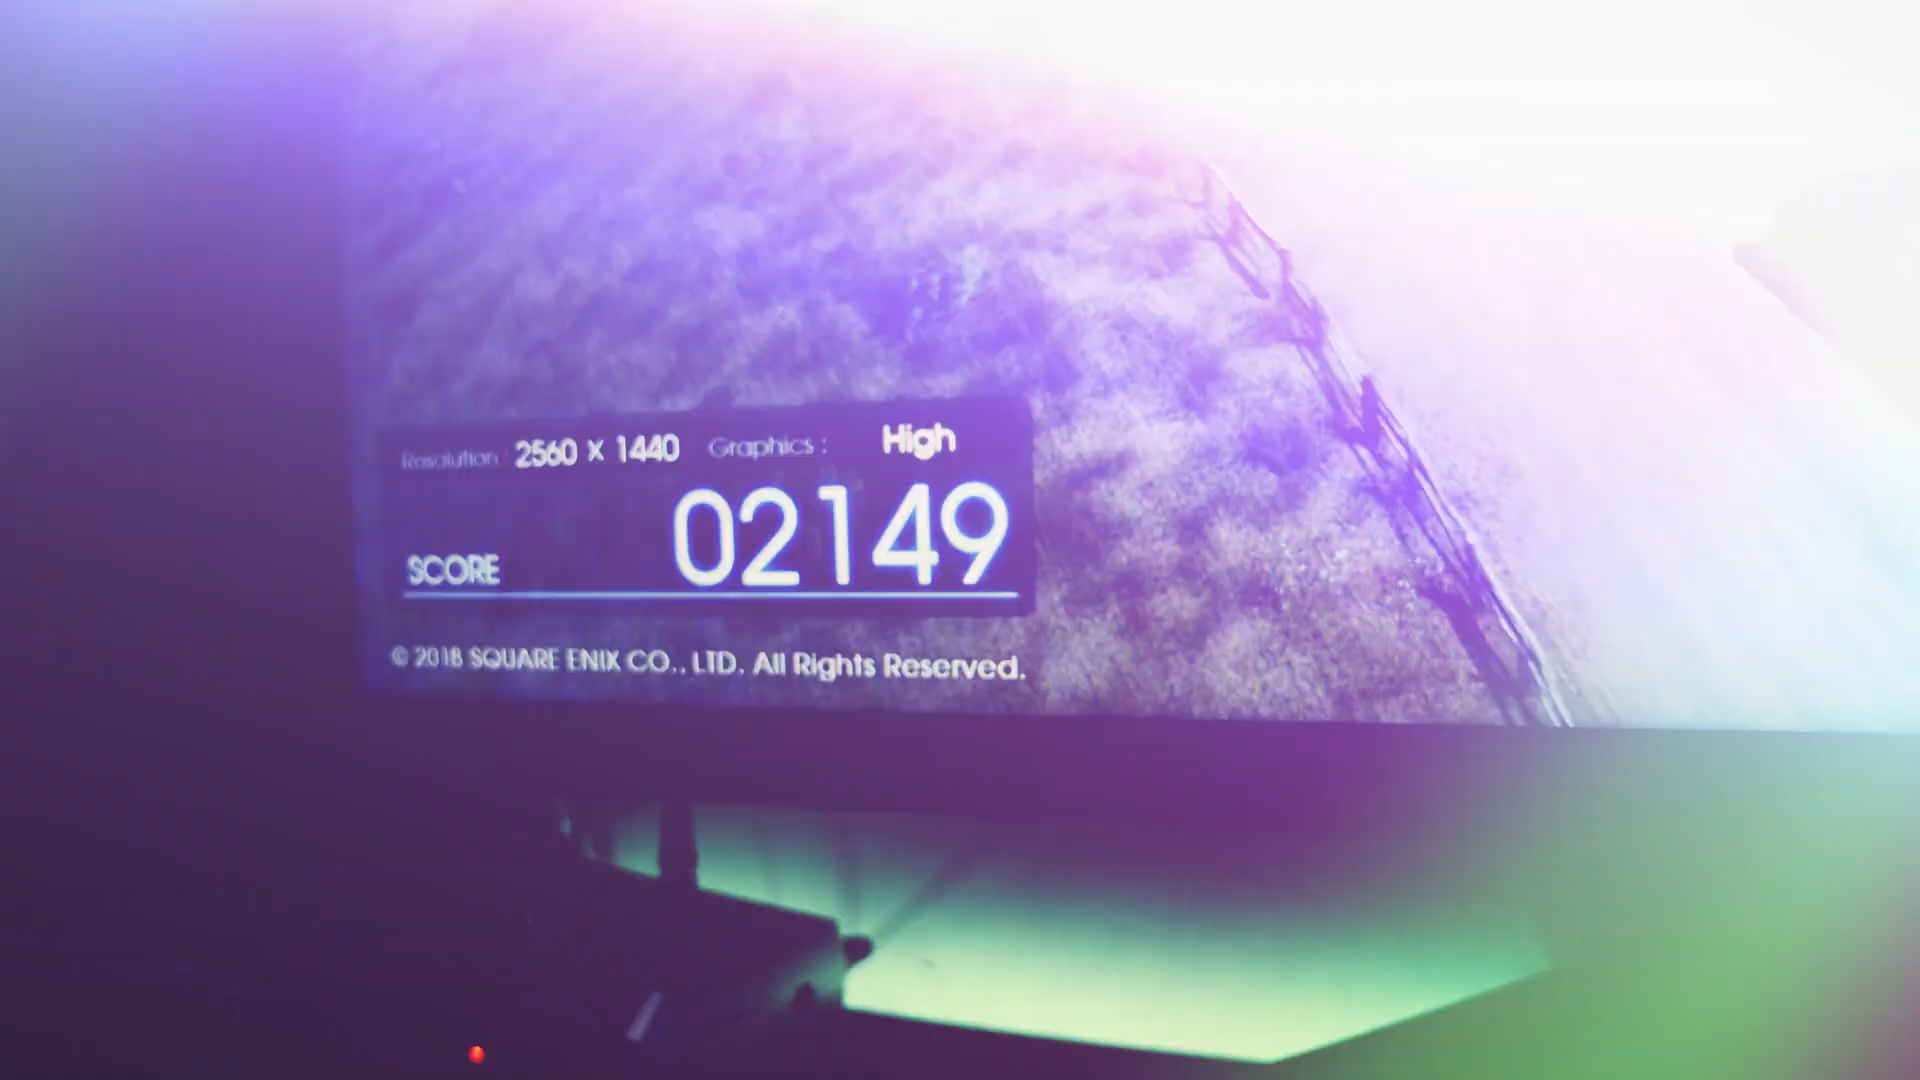 Resolution : 2560 X 1440 Graphics : High
SCORE 02149
© 2018 SQUARE ENIX CO., LTD. All Rights Reserved.